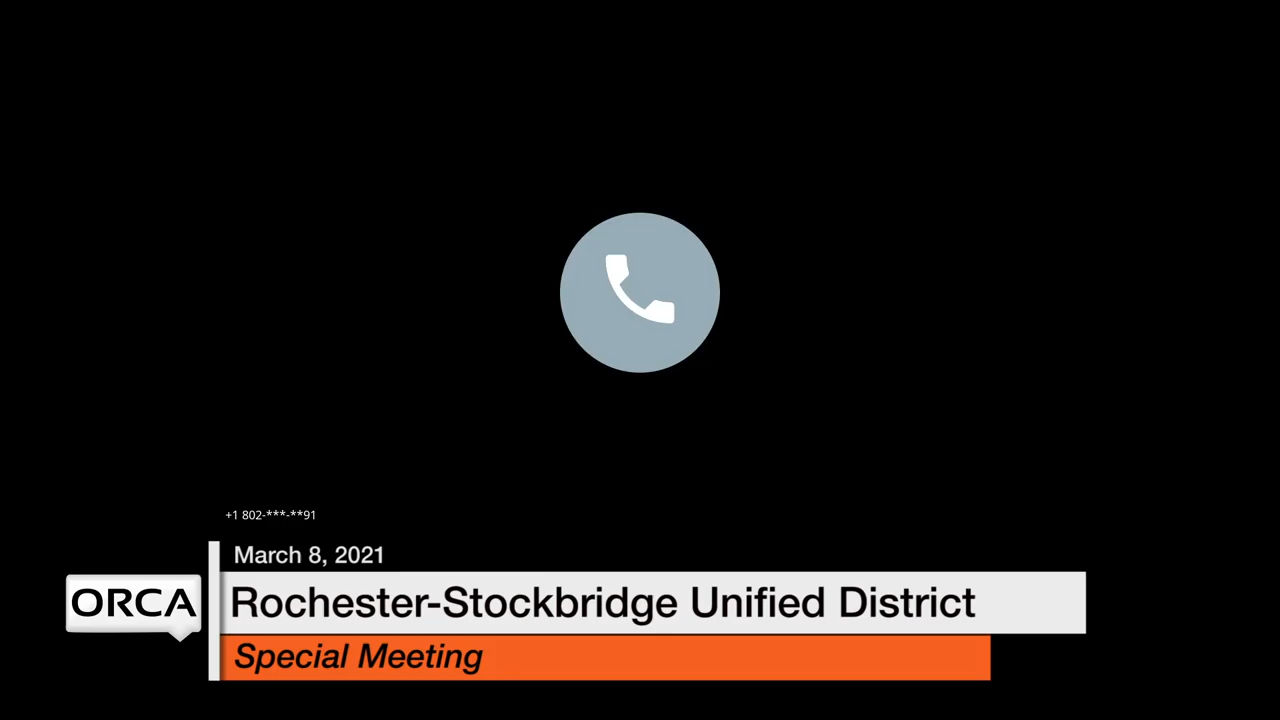 +1 802-***-**91
March 8, 2021
ORCA
Rochester-Stockbridge Unified District
Special Meeting